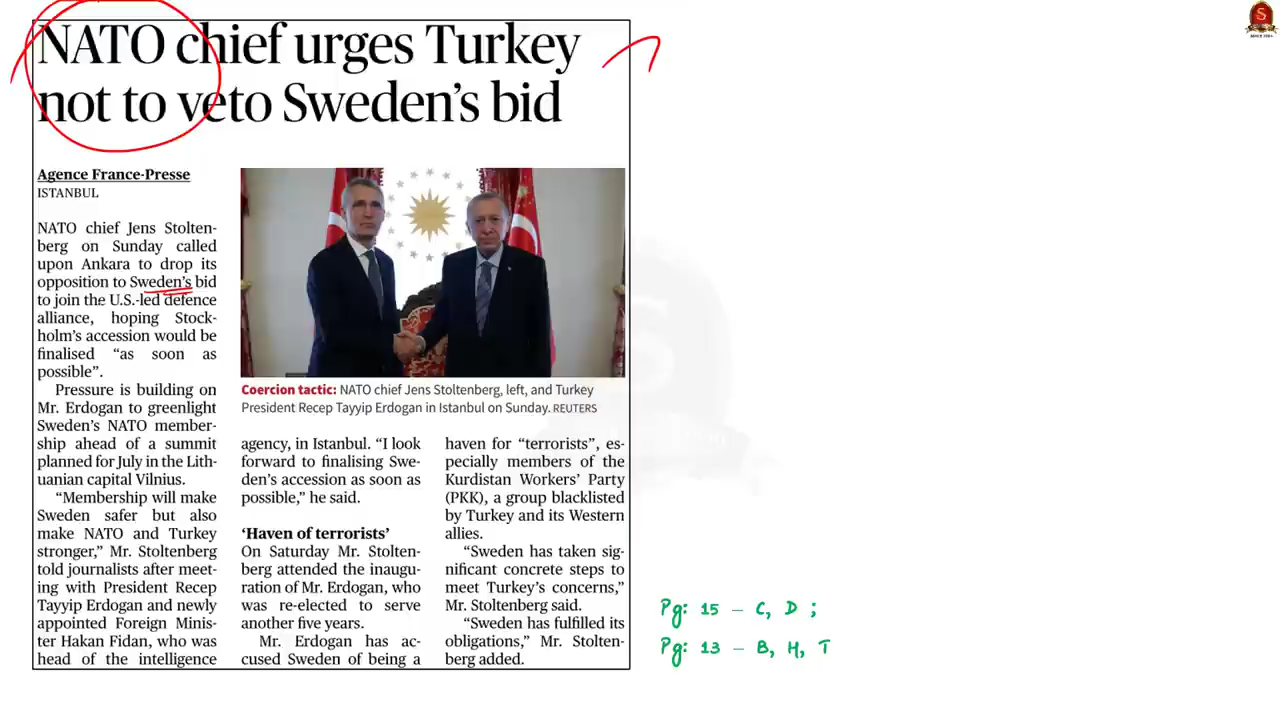 NATO chief urges Turkey
not to veto Sweden’s bid
Agence France-Presse
ISTANBUL
NATO chief Jens Stolten-
berg on Sunday called
upon Ankara to drop its
opposition to Sweden’s bid
to join the U.S.-led defence
alliance, hoping Stock-
holm’s accession would be
finalised “as soon as
possible”.
Pressure is building on
Mr. Erdogan to greenlight
Sweden’s NATO member-
ship ahead of a summit
planned for July in the Lith-
uanian capital Vilnius.
“Membership will make
Sweden safer but also
make NATO and Turkey
stronger,” Mr. Stoltenberg
told journalists after meet-
ing with President Recep
Tayyip Erdogan and newly
appointed Foreign Minis-
ter Hakan Fidan, who was
head of the intelligence
Coercion tactic: NATO chief Jens Stoltenberg, left, and Turkey
President Recep Tayyip Erdogan in Istanbul on Sunday. REUTERS
agency, in Istanbul. “I look
forward to finalising Swe-
den’s accession as soon as
possible,” he said.
‘Haven of terrorists’
On Saturday Mr. Stolten-
berg attended the inaugu-
ration of Mr. Erdogan, who
was re-elected to serve
another five years.
Mr. Erdogan has ac-
cused Sweden of being a
haven for “terrorists”, es-
pecially members of the
Kurdistan Workers’ Party
(PKK), a group blacklisted
by Turkey and its Western
allies.
“Sweden has taken sig-
nificant concrete steps to
meet Turkey’s concerns,”
Mr. Stoltenberg said.
“Sweden has fulfilled its
obligations,” Mr. Stolten-
berg added.
Pg: 15 – C, D ;
Pg: 13 – B, H, T